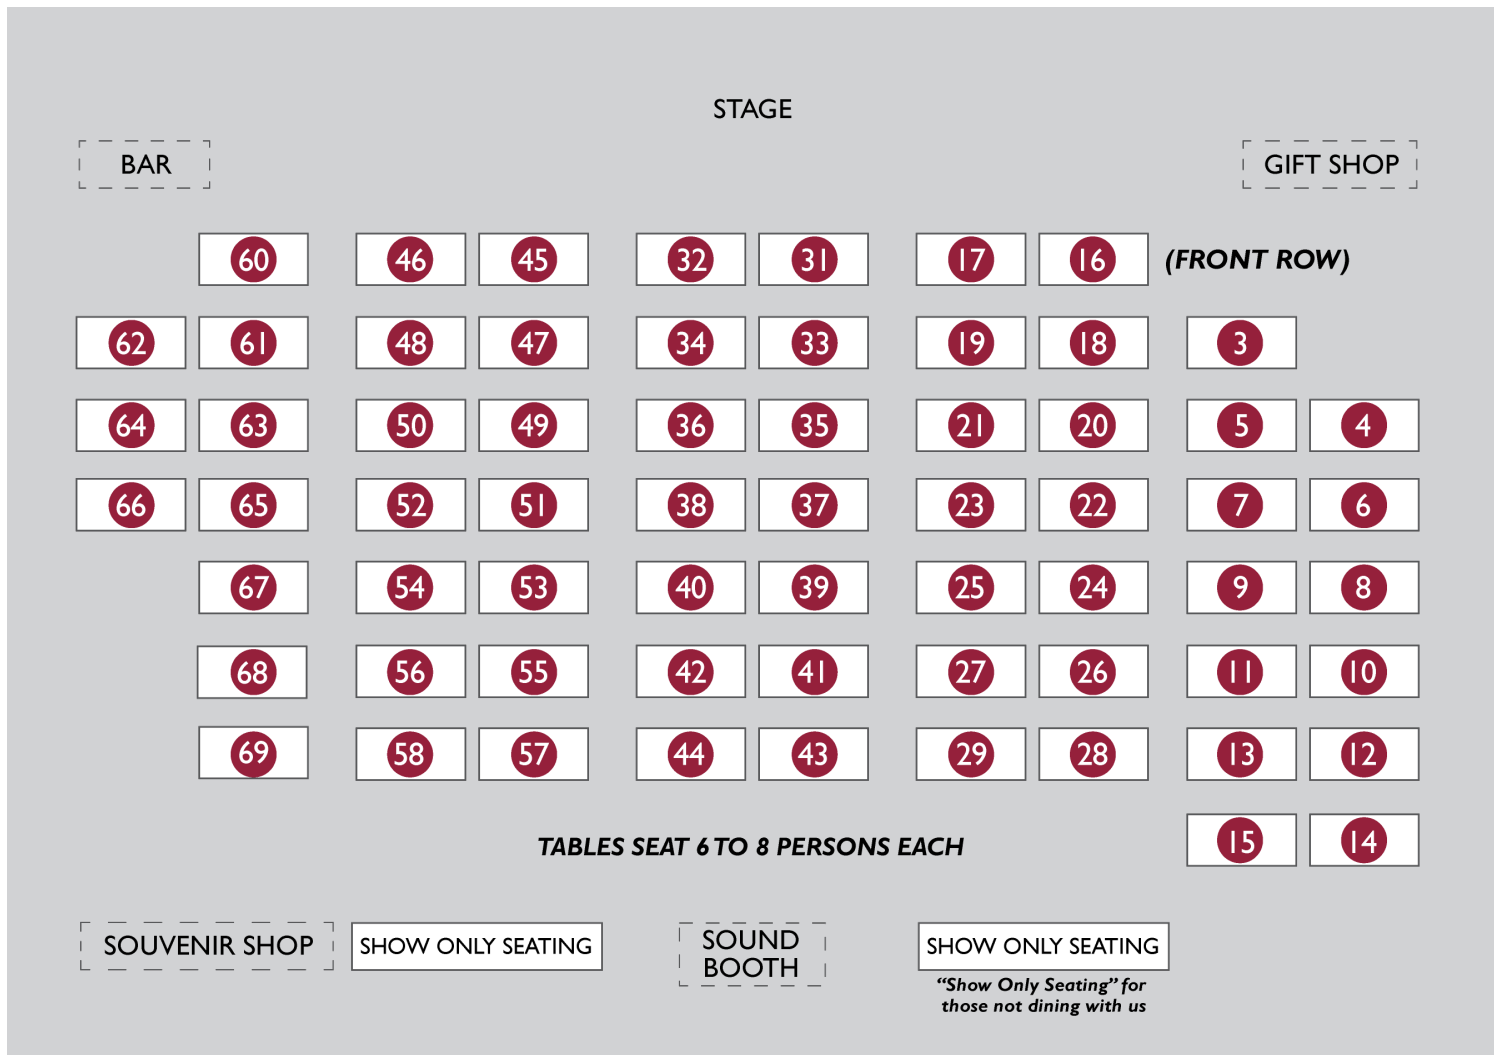 STAGE
BAR
GIFT SHOP
60 46 45 32 31 17 16 (FRONT ROW)
62 61 48 47 34 33 19 18 3
64 63 50 49 36 35 21 20 5 4
66 65 52 51 38 37 23 22 7 6
67 54 53 40 39 25 24 9 8
68 56 55 42 41 27 26 11 10
69 58 57 44 43 29 28 13 12
TABLES SEAT 6 TO 8 PERSONS EACH
15 14
SOUVENIR SHOP
SHOW ONLY SEATING
SOUND
BOOTH
SHOW ONLY SEATING
“Show Only Seating” for
those not dining with us